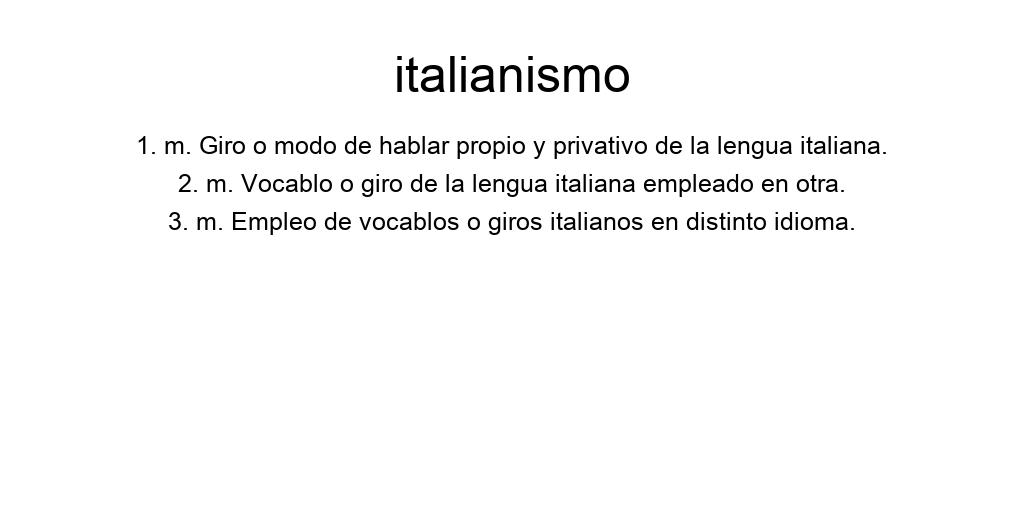 italianismo
1. m. Giro o modo de hablar propio y privativo de la lengua italiana.
2. m. Vocablo o giro de la lengua italiana empleado en otra.
3. m. Empleo de vocablos o giros italianos en distinto idioma.